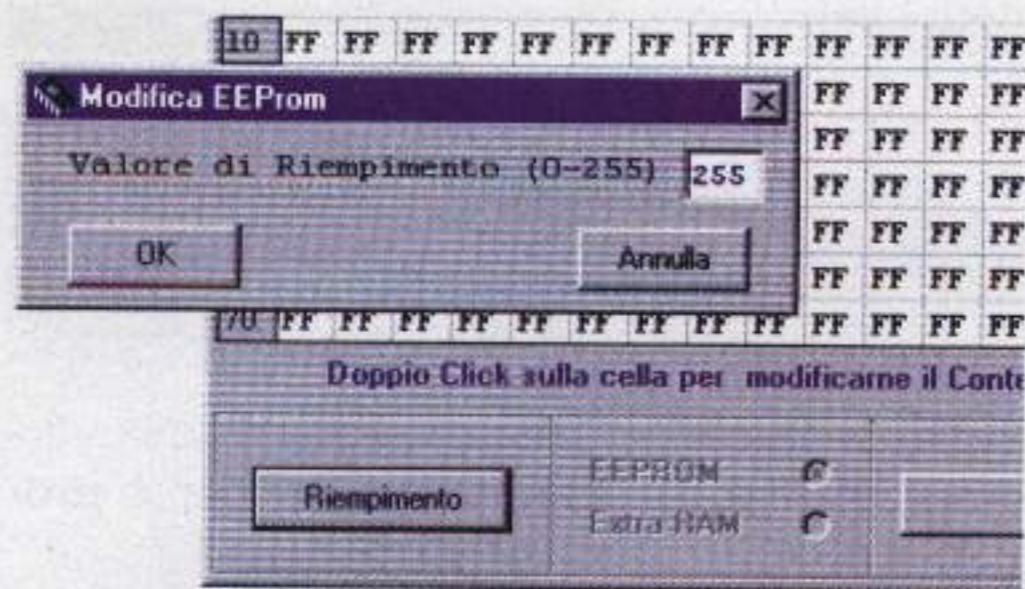 10 FF FF FF FF FF FF FF FF FF FF FF FF FF
Modifica EEProm
FF FF FF FF
Valore di Riempimento (0-255) 255
FF FF FF FF
FF FF FF FF
FF FF FF FF
OK Annulla
FF FF FF FF
70 FF FF FF FF FF FF FF FF FF FF FF FF FF
Doppio Click sulla cella per modificarne il Conte
Riempimento
EEPROM
Extra RAM